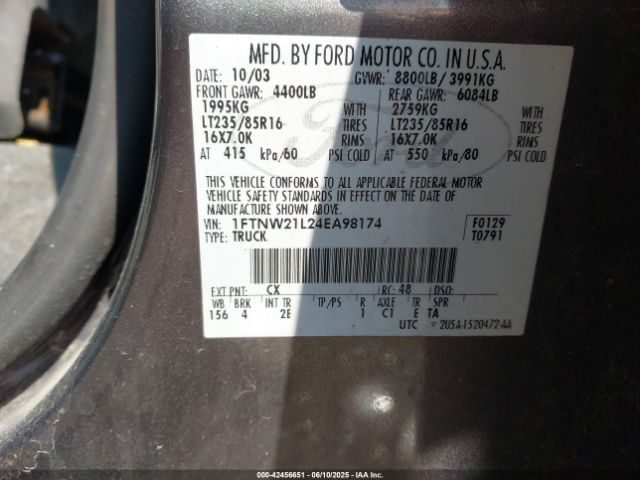 MFD. BY FORD MOTOR CO. IN U.S.A.
DATE: 10/03 GVWR: 8800LB/ 3991KG
FRONT GAWR: 4400LB REAR GAWR: 6084LB
1995KG WITH 2759KG WITH
LT235/85R16 TIRES LT235/85R16 TIRES
16X7.0K RIMS 16X7.0K RIMS
AT 415 kPa/60 PSI COLD AT 550 kPa/80 PSI COLD
THIS VEHICLE CONFORMS TO ALL APPLICABLE FEDERAL MOTOR
VEHICLE SAFETY STANDARDS IN EFFECT ON THE DATE OF
MANUFACTURE SHOWN ABOVE.
VIN: 1FTNW21L24EA98174 F0129
TYPE: TRUCK T0791
EXT PNT: CX RC: 48 DSO:
WB BRK INT TR TP/PS R AXLE TR SPR
156 4 2E 1 C1 E TA
UTC 2U5A-1520472-AA
Ford
000-42456651 - 06/10/2025 - IAA Inc.